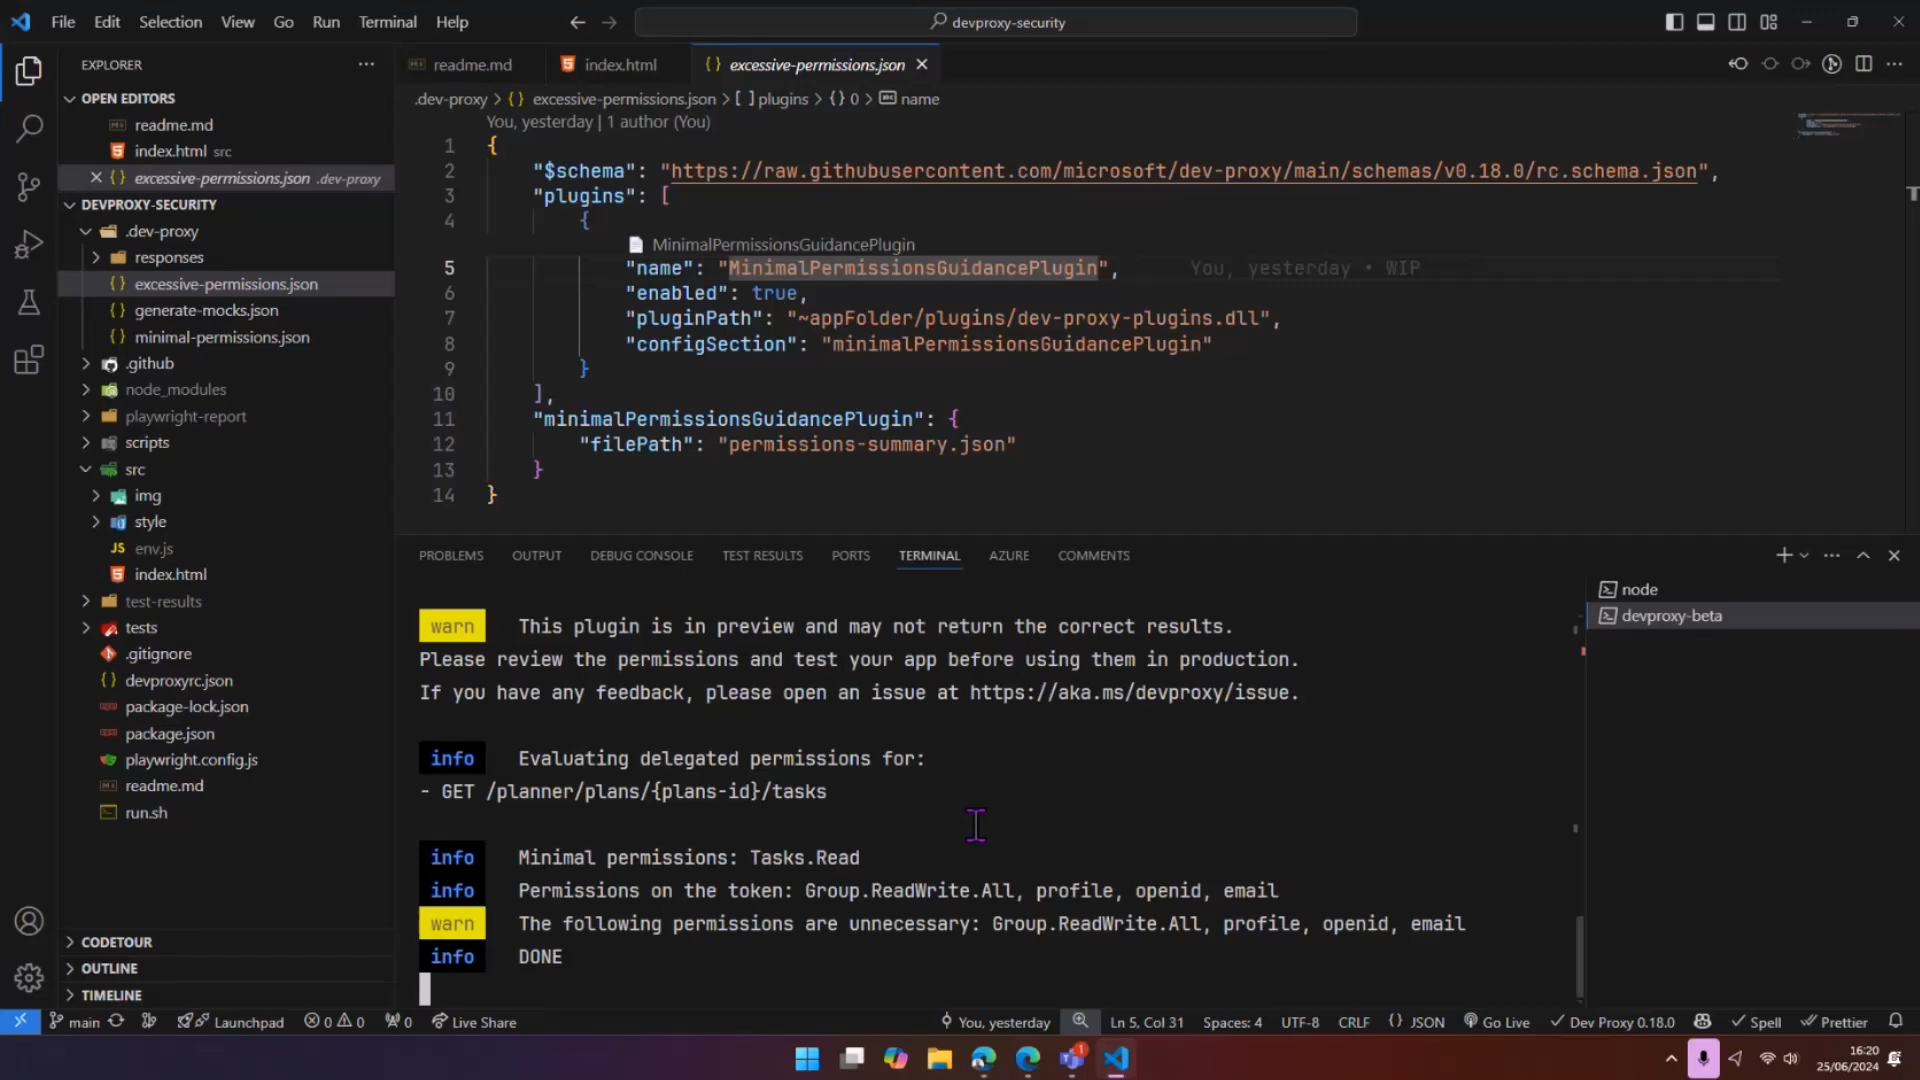 File Edit Selection View Go Run Terminal Help
devproxy-security
EXPLORER
OPEN EDITORS
readme.md
index.html src
excessive-permissions.json .dev-proxy
DEVPROXY-SECURITY
.dev-proxy
responses
excessive-permissions.json
generate-mocks.json
minimal-permissions.json
.github
node_modules
playwright-report
scripts
src
img
style
JS env.js
index.html
test-results
tests
.gitignore
devproxyrc.json
package-lock.json
package.json
playwright.config.js
readme.md
run.sh
CODETOUR
OUTLINE
TIMELINE
readme.md
index.html
{} excessive-permissions.json
.dev-proxy > {} excessive-permissions.json > [ ] plugins > {} 0 > name
You, yesterday | 1 author (You)
1 {
2 "$schema": "https://raw.githubusercontent.com/microsoft/dev-proxy/main/schemas/v0.18.0/rc.schema.json",
3 "plugins": [
4 {
MinimalPermissionsGuidancePlugin
5 "name": "MinimalPermissionsGuidancePlugin", You, yesterday • WIP
6 "enabled": true,
7 "pluginPath": "~appFolder/plugins/dev-proxy-plugins.dll",
8 "configSection": "minimalPermissionsGuidancePlugin"
9 }
10 ],
11 "minimalPermissionsGuidancePlugin": {
12 "filePath": "permissions-summary.json"
13 }
14 }
PROBLEMS OUTPUT DEBUG CONSOLE TEST RESULTS PORTS TERMINAL AZURE COMMENTS
node
devproxy-beta
warn This plugin is in preview and may not return the correct results.
Please review the permissions and test your app before using them in production.
If you have any feedback, please open an issue at https://aka.ms/devproxy/issue.
info Evaluating delegated permissions for:
- GET /planner/plans/{plans-id}/tasks
info Minimal permissions: Tasks.Read
info Permissions on the token: Group.ReadWrite.All, profile, openid, email
warn The following permissions are unnecessary: Group.ReadWrite.All, profile, openid, email
info DONE
main Launchpad 0 0 0 Live Share You, yesterday Ln 5, Col 31 Spaces: 4 UTF-8 CRLF {} JSON Go Live Dev Proxy 0.18.0 Spell Prettier
1
16:20
25/06/2024